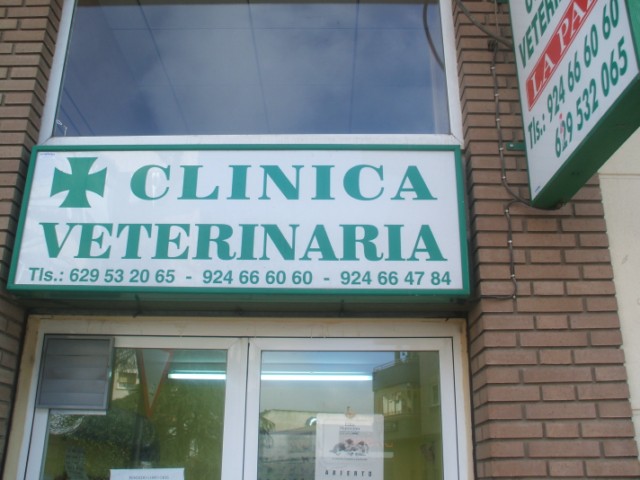 CLINICA
VETERINARIA
Tls.: 629 53 20 65 - 924 66 60 60 - 924 66 47 84
VETERIN
LA PA
Tls.: 924 66 60 60
629 532 065